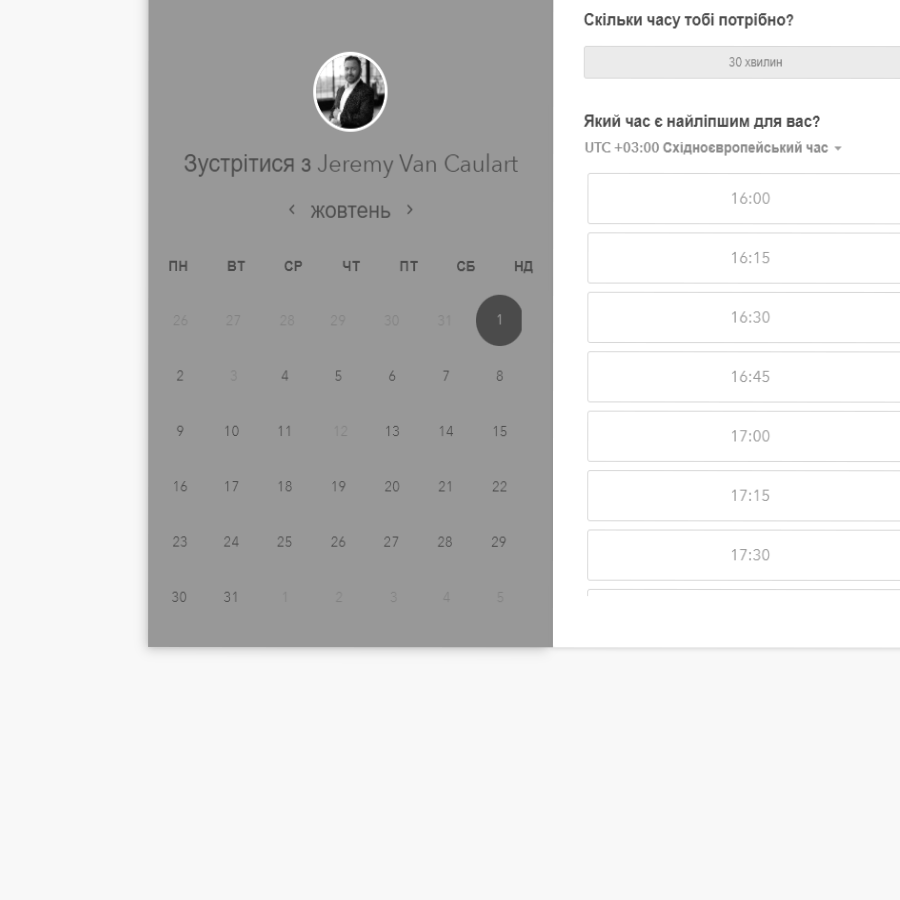 Зустрітися з Jeremy Van Caulart
‹ жовтень ›
ПН ВТ СР ЧТ ПТ СБ НД
26 27 28 29 30 31 1
2 3 4 5 6 7 8
9 10 11 12 13 14 15
16 17 18 19 20 21 22
23 24 25 26 27 28 29
30 31 1 2 3 4 5
Скільки часу тобі потрібно?
30 хвилин
Який час є найліпшим для вас?
UTC +03:00 Східноєвропейський час
16:00
16:15
16:30
16:45
17:00
17:15
17:30